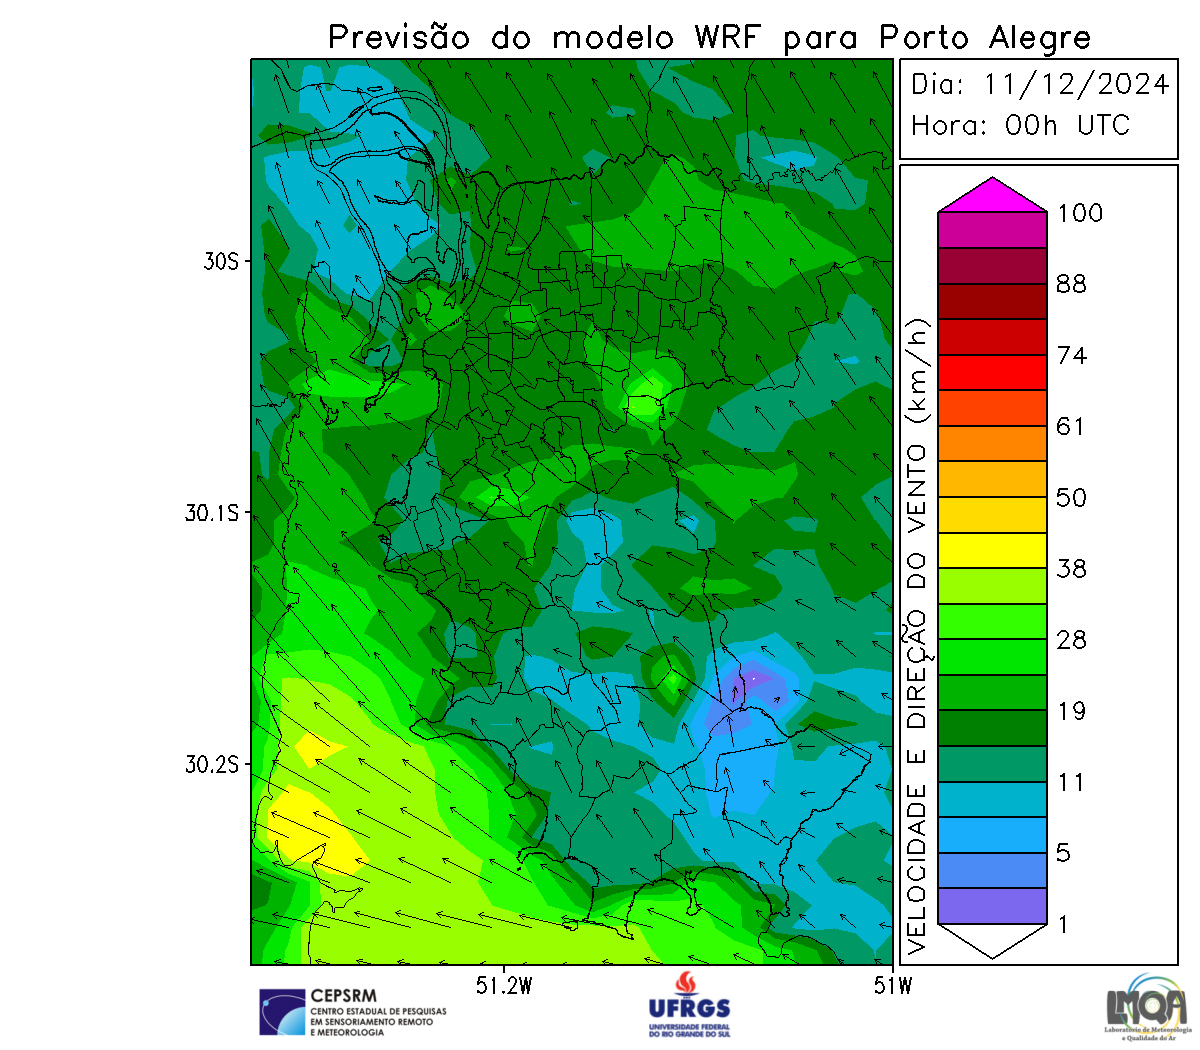 Previsão do modelo WRF para Porto Alegre
Dia: 11/12/2024
Hora: 00h UTC
30S
30.1S
30.2S
51.2W
51W
VELOCIDADE E DIREÇÃO DO VENTO (km/h)
100
88
74
61
50
38
28
19
11
5
1
CEPSRM
CENTRO ESTADUAL DE PESQUISAS
EM SENSORIAMENTO REMOTO
E METEOROLOGIA
UFRGS
UNIVERSIDADE FEDERAL
DO RIO GRANDE DO SUL
LMQA
Laboratório de Meteorologia
e Qualidade do Ar